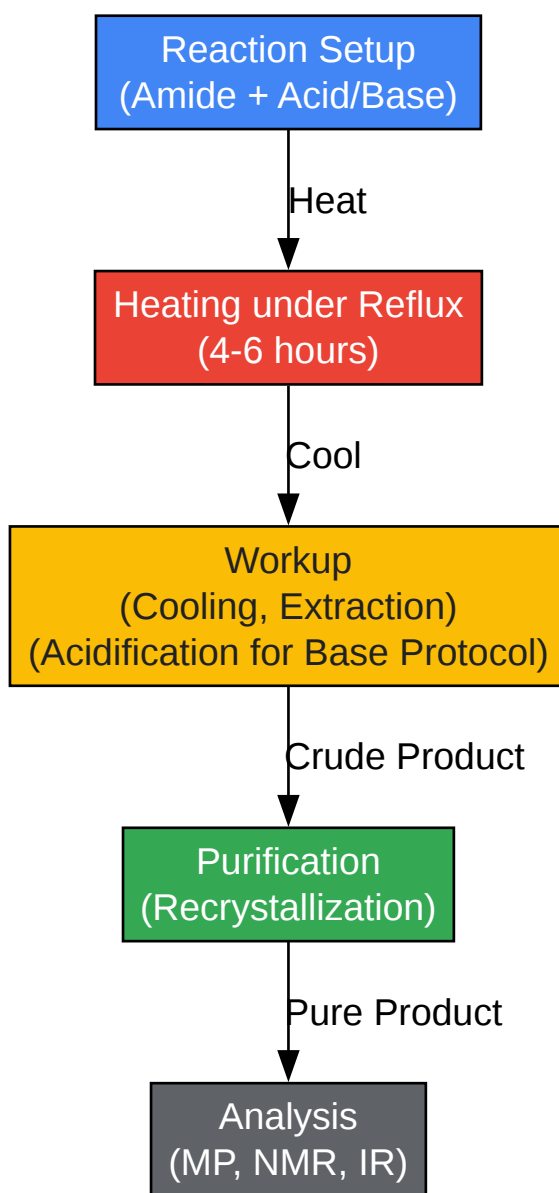 Reaction Setup
(Amide + Acid/Base)
Heat
Heating under Reflux
(4-6 hours)
Cool
Workup
(Cooling, Extraction)
(Acidification for Base Protocol)
Crude Product
Purification
(Recrystallization)
Pure Product
Analysis
(MP, NMR, IR)